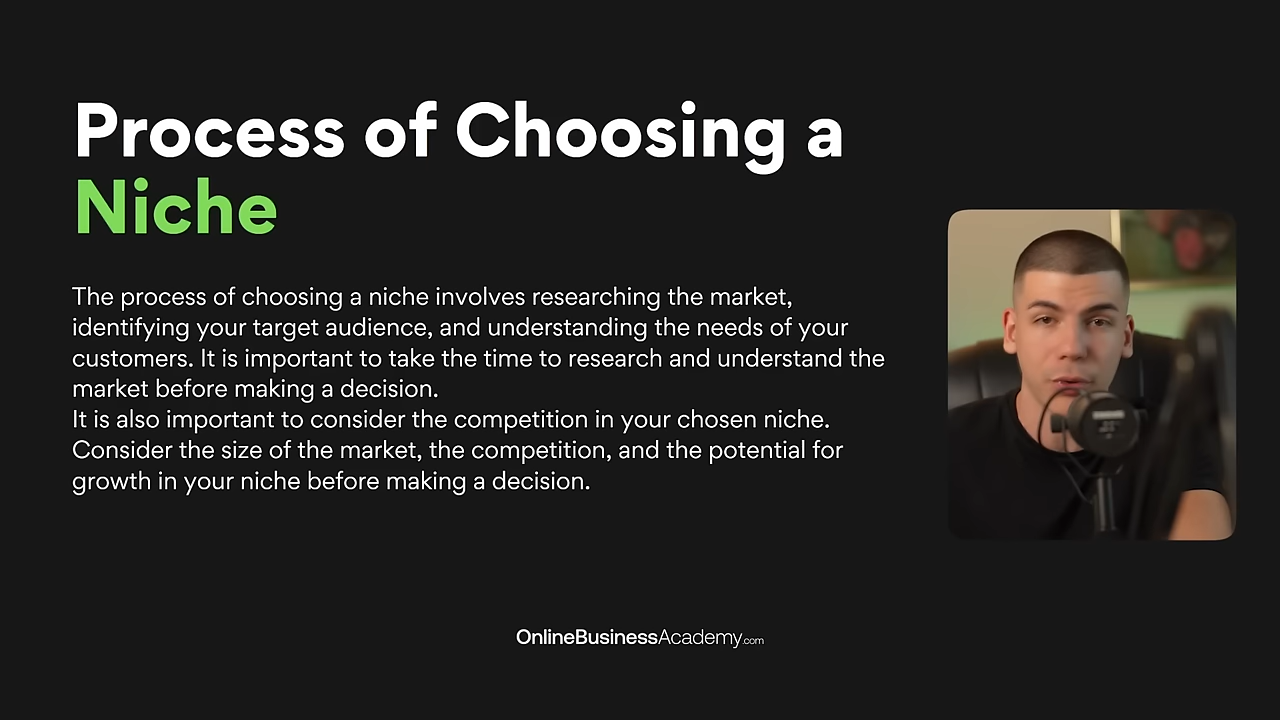 Process of Choosing a
Niche
The process of choosing a niche involves researching the market,
identifying your target audience, and understanding the needs of your
customers. It is important to take the time to research and understand the
market before making a decision.
It is also important to consider the competition in your chosen niche.
Consider the size of the market, the competition, and the potential for
growth in your niche before making a decision.
OnlineBusinessAcademy.com